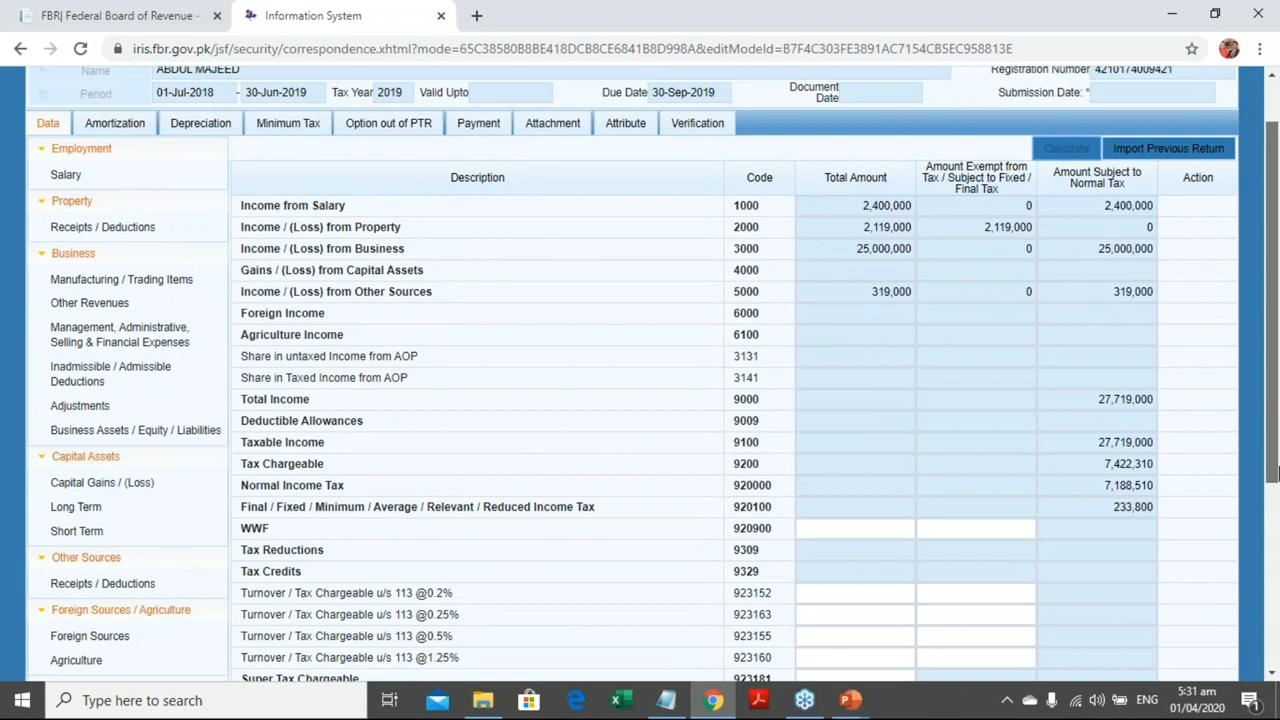 FBR| Federal Board of Revenue -
Information System
iris.fbr.gov.pk/jsf/security/correspondence.xhtml?mode=65C38580B8BE418DCB8CE6841B8D998A&editModeId=B7F4C303FE3891AC7154CB5EC958813E
Name ABDUL MAJEED Registration Number 4210174009421
Period 01-Jul-2018 - 30-Jun-2019 Tax Year 2019 Valid Upto Due Date 30-Sep-2019 Document Date Submission Date: *
Data Amortization Depreciation Minimum Tax Option out of PTR Payment Attachment Attribute Verification
Calculate Import Previous Return
Employment
Salary
Property
Receipts / Deductions
Business
Manufacturing / Trading Items
Other Revenues
Management, Administrative,
Selling & Financial Expenses
Inadmissible / Admissible
Deductions
Adjustments
Business Assets / Equity / Liabilities
Capital Assets
Capital Gains / (Loss)
Long Term
Short Term
Other Sources
Receipts / Deductions
Foreign Sources / Agriculture
Foreign Sources
Agriculture
Description Code Total Amount Amount Exempt from Tax / Subject to Fixed / Final Tax Amount Subject to Normal Tax Action
Income from Salary 1000 2,400,000 0 2,400,000
Income / (Loss) from Property 2000 2,119,000 2,119,000 0
Income / (Loss) from Business 3000 25,000,000 0 25,000,000
Gains / (Loss) from Capital Assets 4000
Income / (Loss) from Other Sources 5000 319,000 0 319,000
Foreign Income 6000
Agriculture Income 6100
Share in untaxed Income from AOP 3131
Share in Taxed Income from AOP 3141
Total Income 9000 27,719,000
Deductible Allowances 9009
Taxable Income 9100 27,719,000
Tax Chargeable 9200 7,422,310
Normal Income Tax 920000 7,188,510
Final / Fixed / Minimum / Average / Relevant / Reduced Income Tax 920100 233,800
WWF 920900
Tax Reductions 9309
Tax Credits 9329
Turnover / Tax Chargeable u/s 113 @0.2% 923152
Turnover / Tax Chargeable u/s 113 @0.25% 923163
Turnover / Tax Chargeable u/s 113 @0.5% 923155
Turnover / Tax Chargeable u/s 113 @1.25% 923160
Super Tax Chargeable 923181
Type here to search
ENG
5:31 am
01/04/2020
1